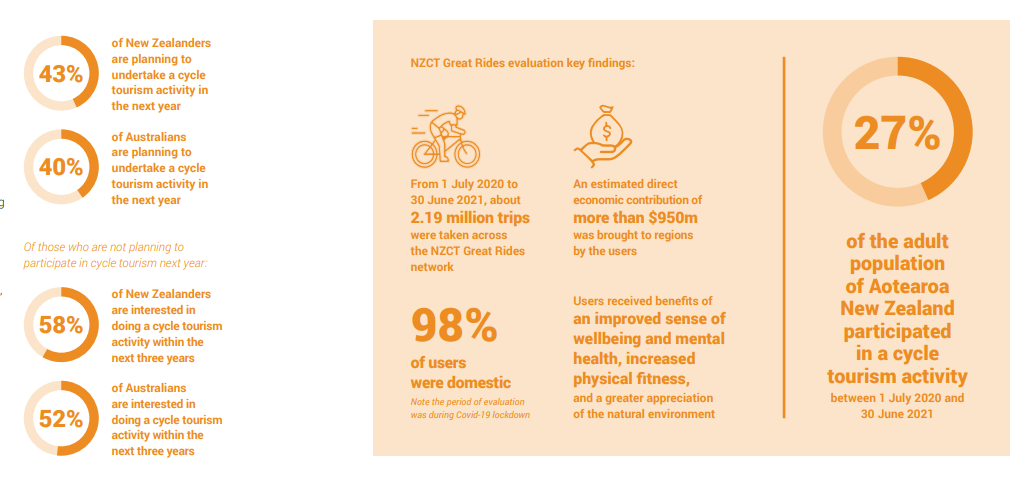 43%
of New Zealanders
are planning to
undertake a cycle
tourism activity in
the next year
40%
of Australians
are planning to
undertake a cycle
tourism activity in
the next year
g
Of those who are not planning to
participate in cycle tourism next year:
58%
of New Zealanders
are interested in
doing a cycle tourism
activity within the
next three years
52%
of Australians
are interested in
doing a cycle tourism
activity within the
next three years
NZCT Great Rides evaluation key findings:
From 1 July 2020 to
30 June 2021, about
2.19 million trips
were taken across
the NZCT Great Rides
network
$
An estimated direct
economic contribution of
more than $950m
was brought to regions
by the users
98%
of users
were domestic
Note the period of evaluation
was during Covid-19 lockdown
Users received benefits of
an improved sense of
wellbeing and mental
health, increased
physical fitness,
and a greater appreciation
of the natural environment
27%
of the adult
population
of Aotearoa
New Zealand
participated
in a cycle
tourism activity
between 1 July 2020 and
30 June 2021